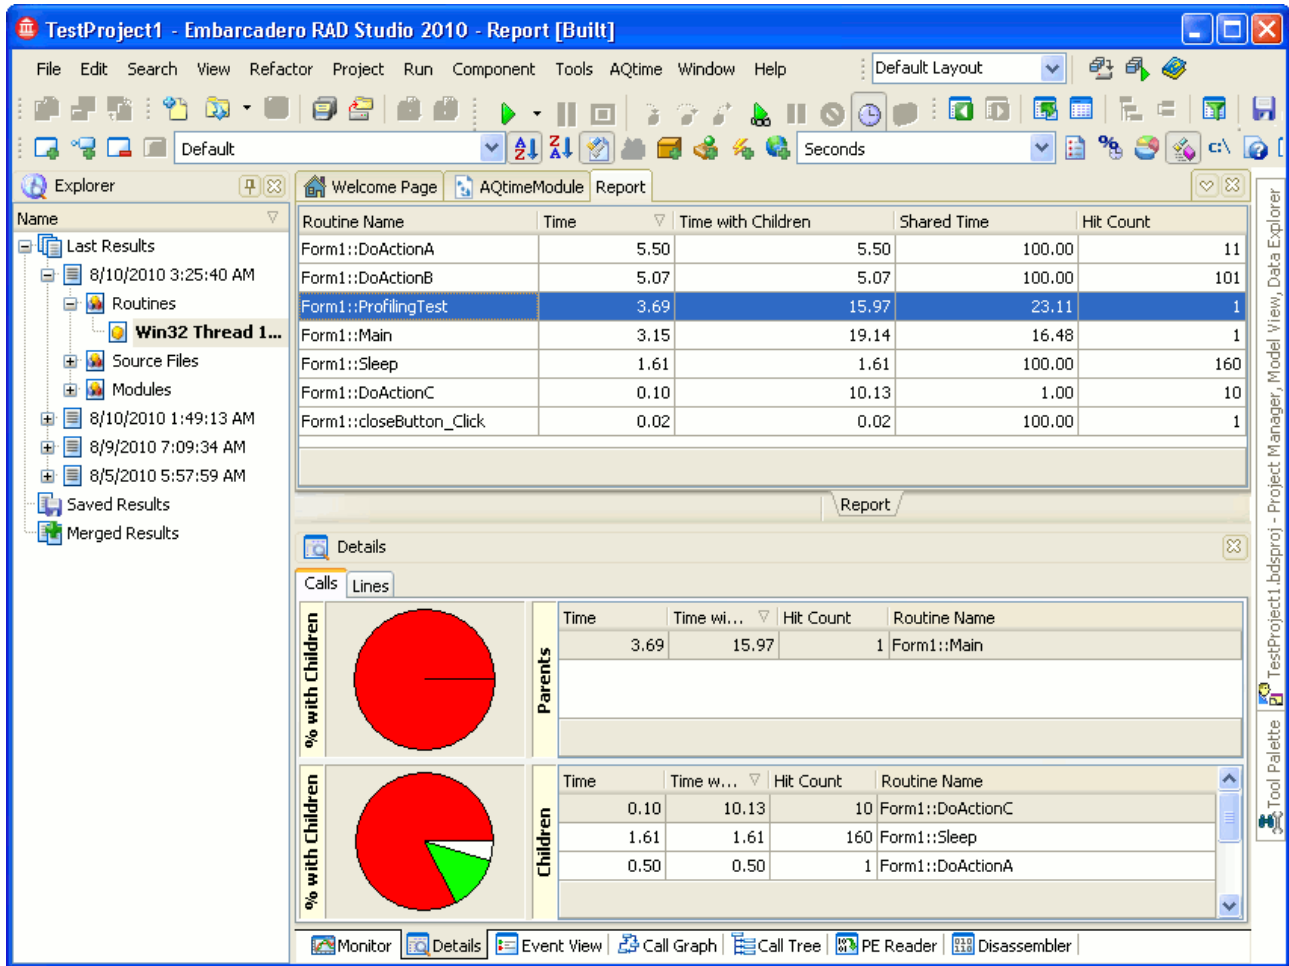 TestProject1 - Embarcadero RAD Studio 2010 - Report [Built]
File Edit Search View Refactor Project Run Component Tools AQtime Window Help Default Layout
Default Seconds
Explorer Welcome Page AQtimeModule Report
Name
Last Results
8/10/2010 3:25:40 AM
Routines
Win32 Thread 1...
Source Files
Modules
8/10/2010 1:49:13 AM
8/9/2010 7:09:34 AM
8/5/2010 5:57:59 AM
Saved Results
Merged Results
Routine Name Time Time with Children Shared Time Hit Count
Form1::DoActionA 5.50 5.50 100.00 11
Form1::DoActionB 5.07 5.07 100.00 101
Form1::ProfilingTest 3.69 15.97 23.11 1
Form1::Main 3.15 19.14 16.48 1
Form1::Sleep 1.61 1.61 100.00 160
Form1::DoActionC 0.10 10.13 1.00 10
Form1::closeButton_Click 0.02 0.02 100.00 1
Report
Details
Calls Lines
% with Children
Parents
Time Time wi... Hit Count Routine Name
3.69 15.97 1 Form1::Main
% with Children
Children
Time Time w... Hit Count Routine Name
0.10 10.13 10 Form1::DoActionC
1.61 1.61 160 Form1::Sleep
0.50 0.50 1 Form1::DoActionA
Monitor Details Event View Call Graph Call Tree PE Reader Disassembler
TestProject1.bdsproj - Project Manager, Model View, Data Explorer
Tool Palette